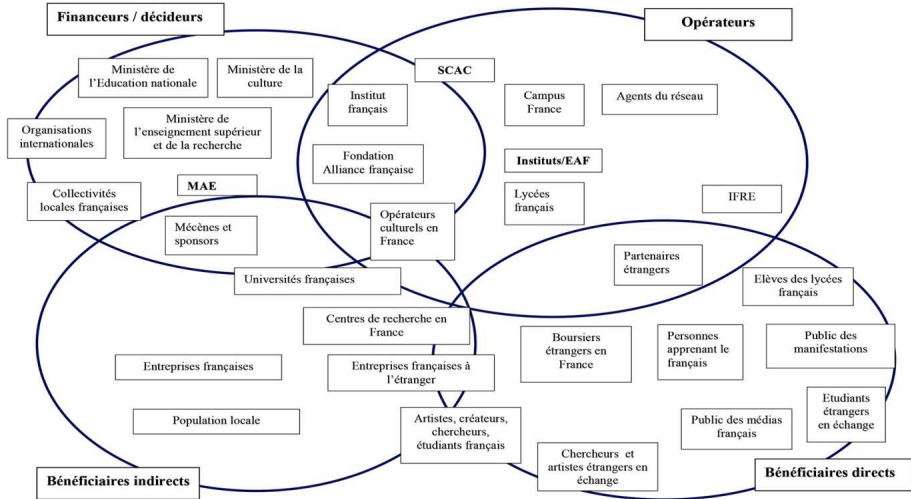 Financeurs / décideurs
Opérateurs
Ministère de
l'Education nationale
Ministère de la
culture
SCAC
Institut
français
Campus
France
Agents du réseau
Organisations
internationales
Ministère de
l'enseignement supérieur
et de la recherche
Fondation
Alliance française
Instituts/EAF
Collectivités
locales françaises
MAE
Lycées
français
IFRE
Mécènes et
sponsors
Opérateurs
culturels en
France
Partenaires
étrangers
Universités françaises
Elèves des lycées
français
Centres de recherche en
France
Boursiers
étrangers en
France
Personnes
apprenant le
français
Public des
manifestations
Entreprises françaises
Entreprises françaises à
l'étranger
Population locale
Artistes, créateurs,
chercheurs,
étudiants français
Public des médias
français
Etudiants
étrangers
en échange
Chercheurs et
artistes étrangers en
échange
Bénéficiaires indirects
Bénéficiaires directs